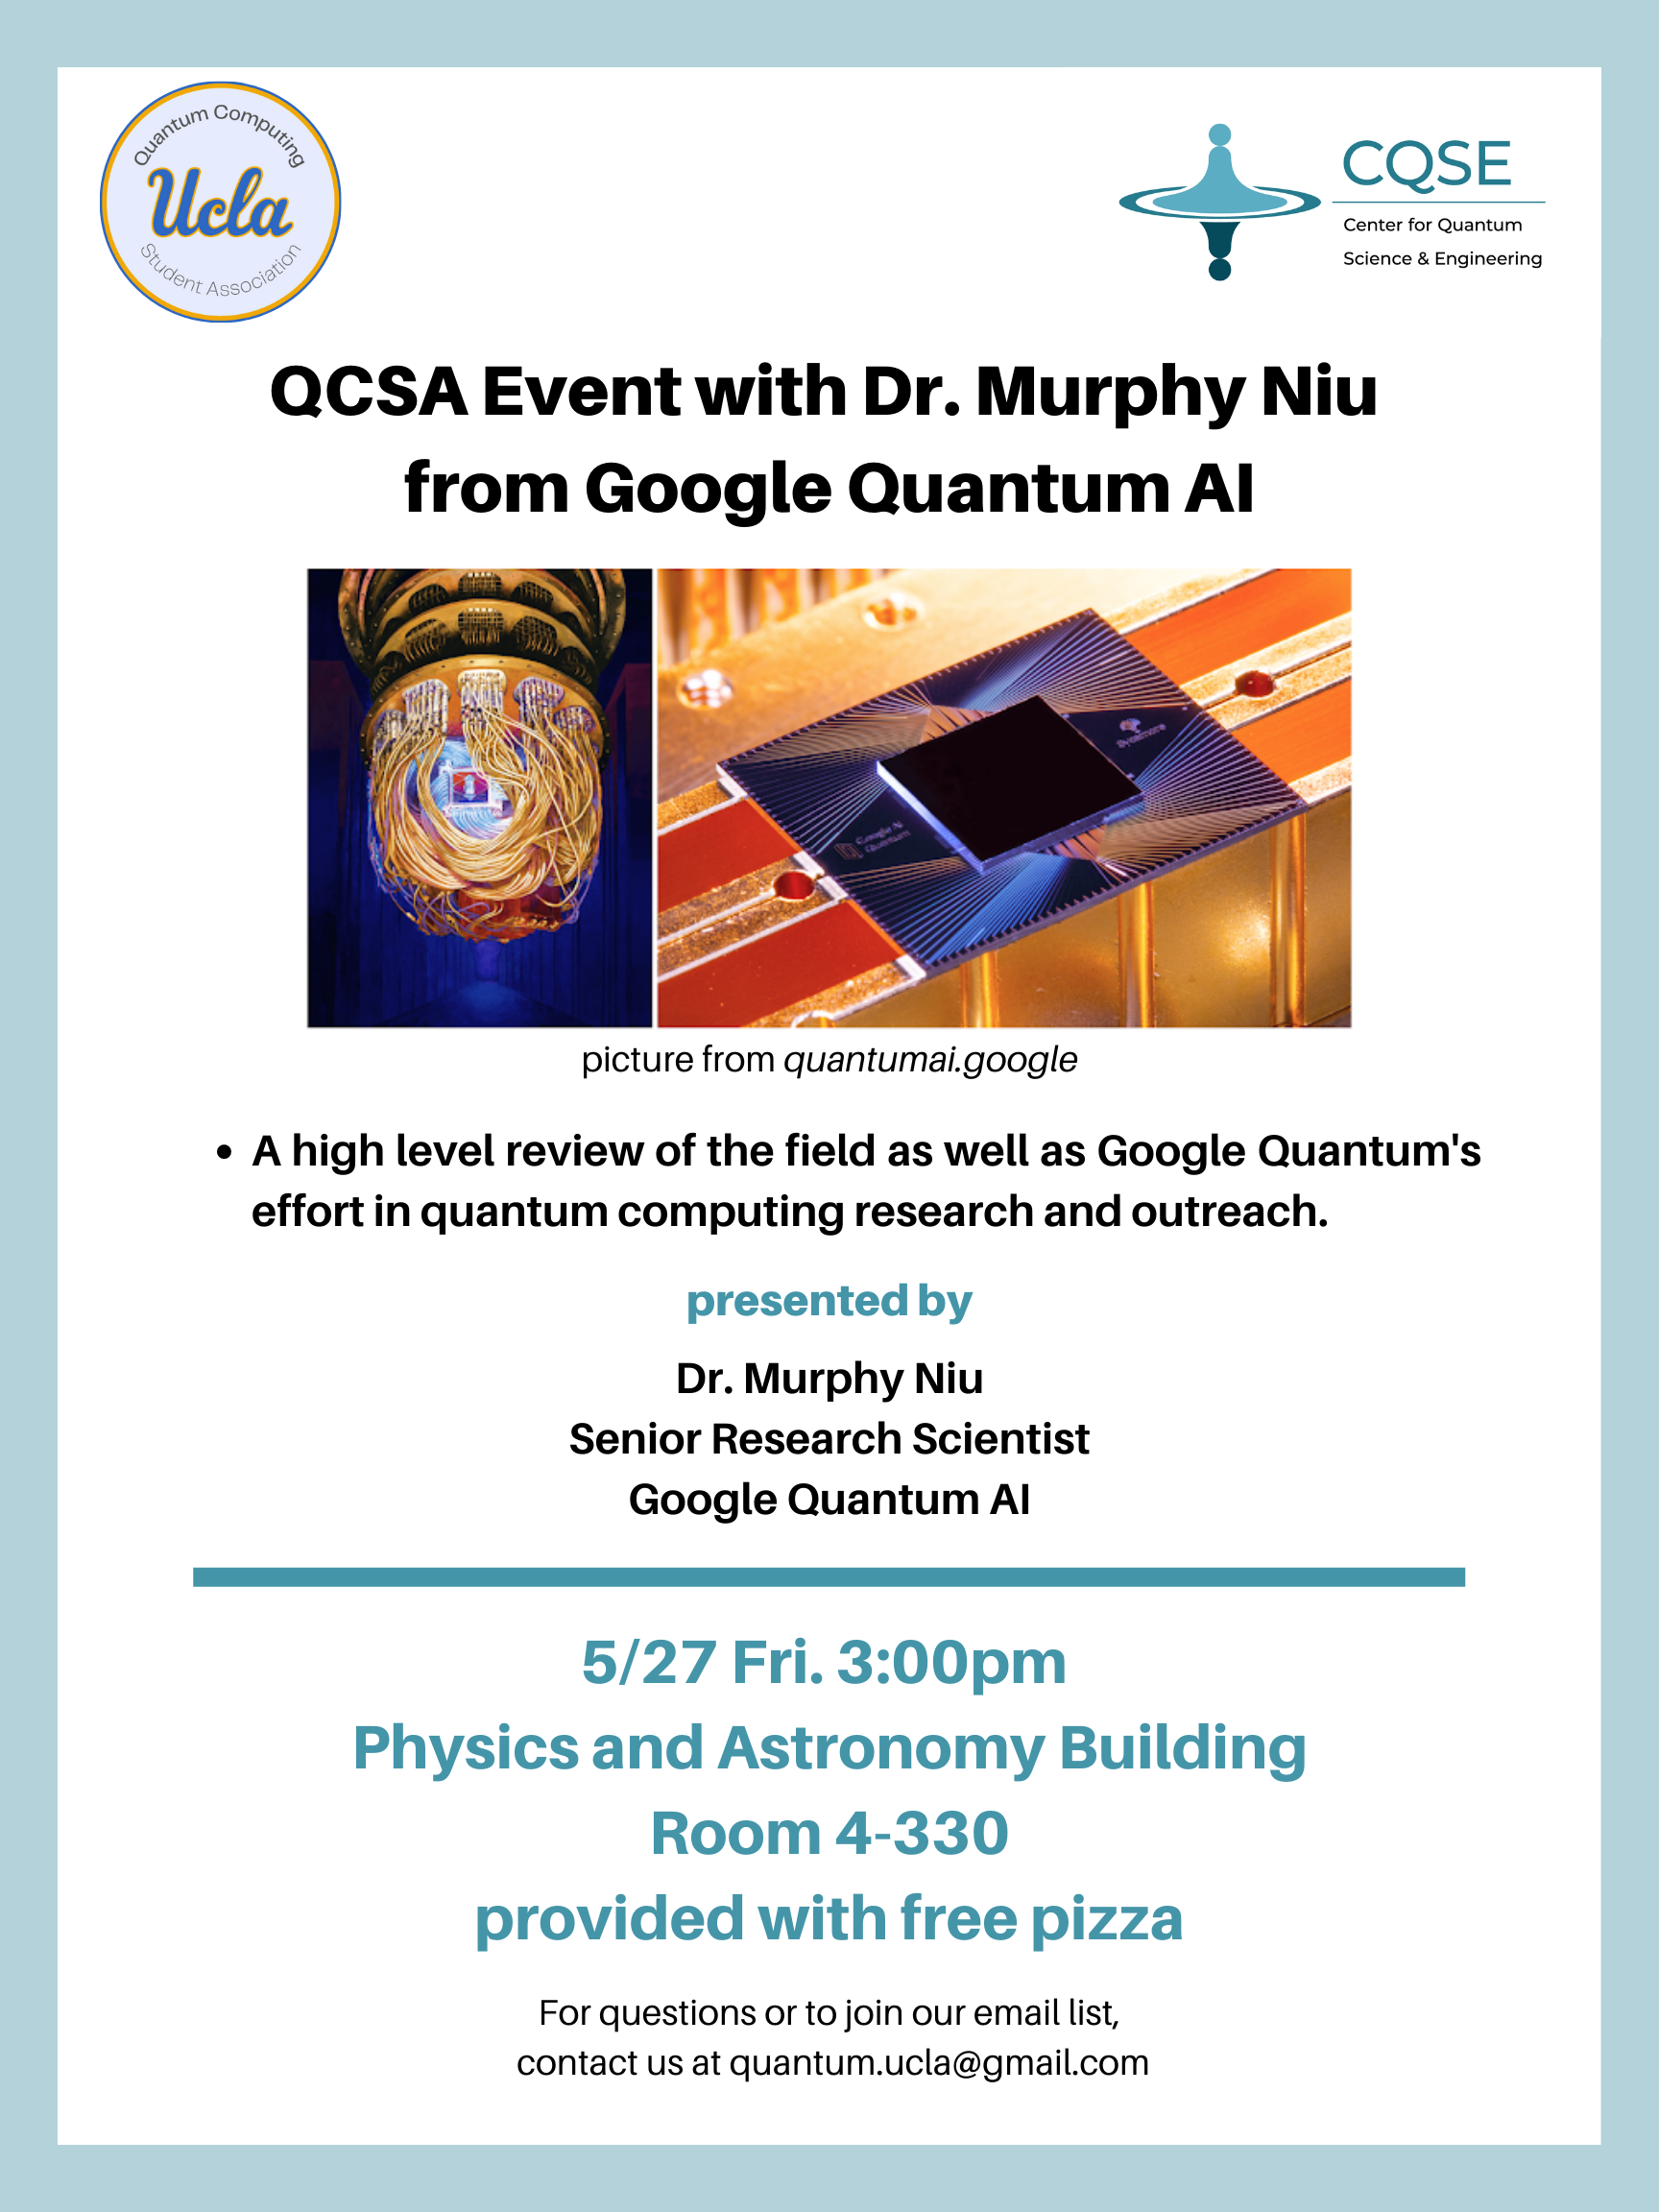 Quantum Computing
Ucla
Student Association
CQSE
Center for Quantum
Science & Engineering
QCSA Event with Dr. Murphy Niu
from Google Quantum AI
Sycamore
Google AI
Quantum
picture from quantumai.google
• A high level review of the field as well as Google Quantum's
effort in quantum computing research and outreach.
presented by
Dr. Murphy Niu
Senior Research Scientist
Google Quantum AI
5/27 Fri. 3:00pm
Physics and Astronomy Building
Room 4-330
provided with free pizza
For questions or to join our email list,
contact us at quantum.ucla@gmail.com